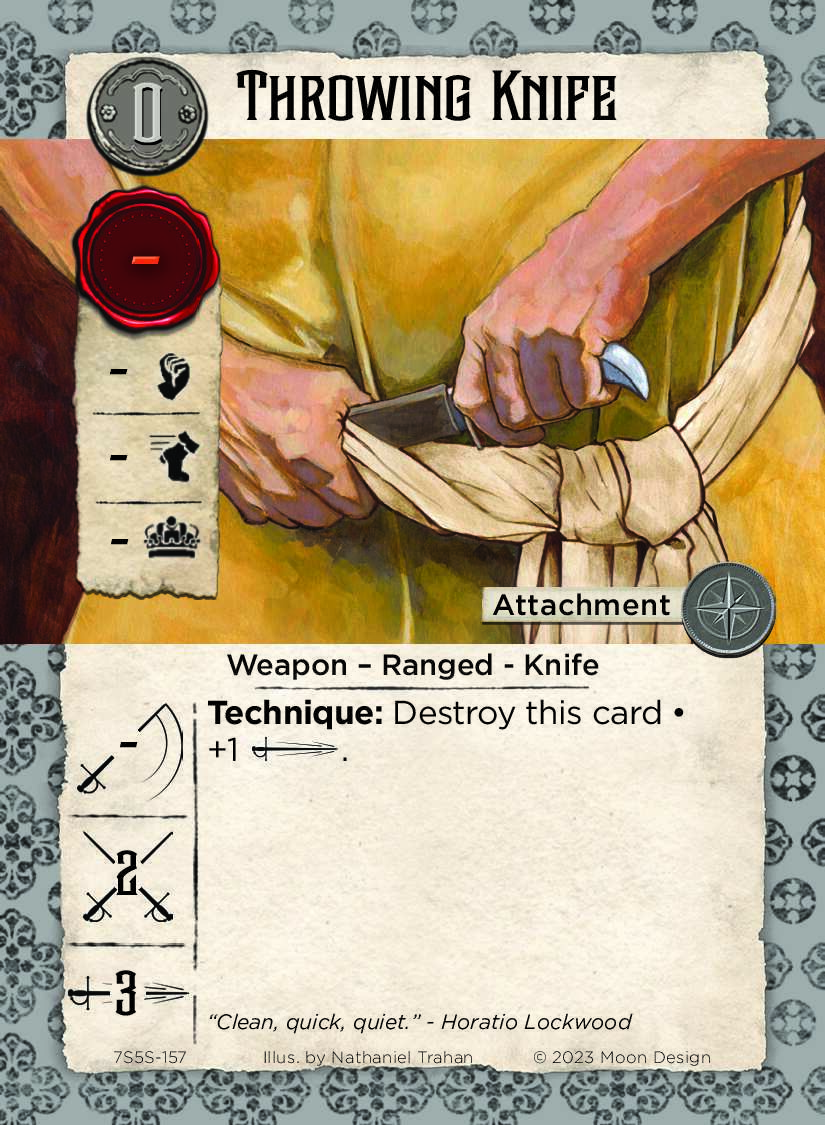 0
THROWING KNIFE
-
-
-
-
Attachment
Weapon – Ranged - Knife
Technique: Destroy this card •
+1 .
-
2
3
“Clean, quick, quiet.” - Horatio Lockwood
7S5S-157 Illus. by Nathaniel Trahan © 2023 Moon Design